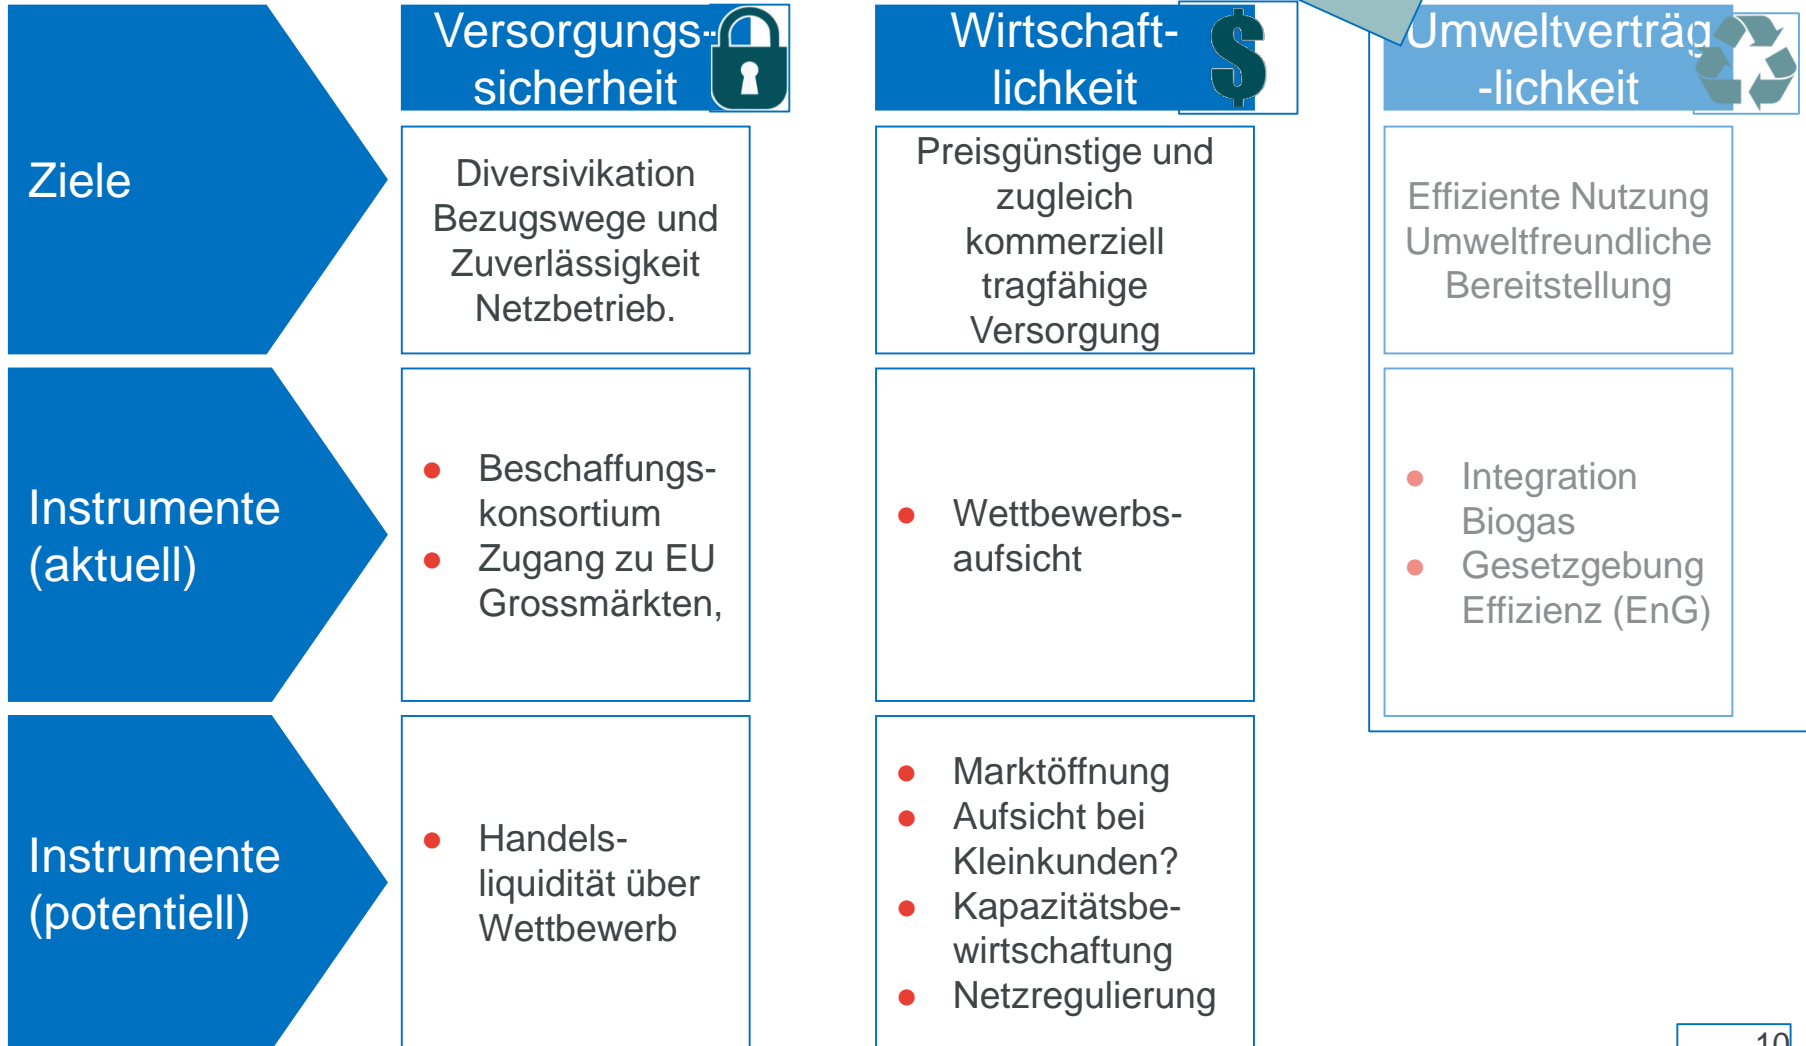 Versorgungs-
sicherheit
Wirtschaft-
lichkeit
$
Umweltverträg
-lichkeit
Ziele
Diversivikation
Bezugswege und
Zuverlässigkeit
Netzbetrieb.
Preisgünstige und
zugleich
kommerziell
tragfähige
Versorgung
Effiziente Nutzung
Umweltfreundliche
Bereitstellung
Instrumente
(aktuell)
● Beschaffungs-
konsortium
● Zugang zu EU
Grossmärkten,
● Wettbewerbs-
aufsicht
● Integration
Biogas
● Gesetzgebung
Effizienz (EnG)
Instrumente
(potentiell)
● Handels-
liquidität über
Wettbewerb
● Marktöffnung
● Aufsicht bei
Kleinkunden?
● Kapazitätsbe-
wirtschaftung
● Netzregulierung
10